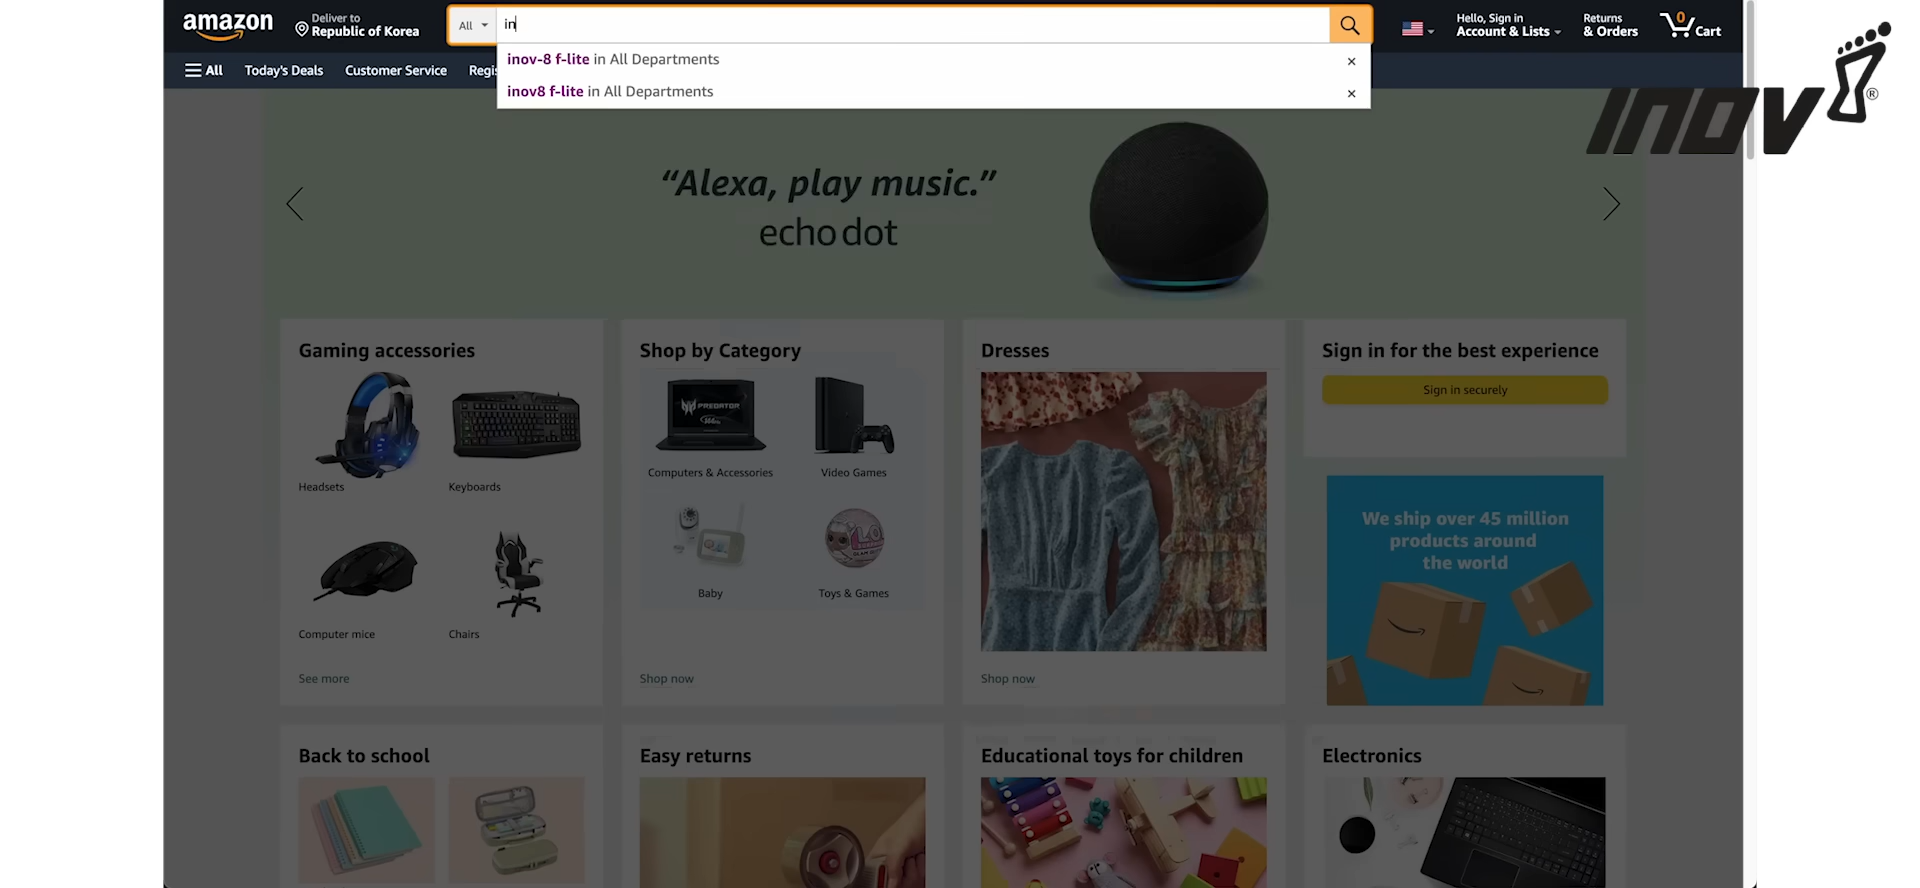 amazon
Deliver to
Republic of Korea
All
in
Hello, Sign in
Account & Lists
Returns
& Orders
0
Cart
inov-8 f-lite in All Departments
inov8 f-lite in All Departments
All
Today's Deals
Customer Service
Regis
INOV8®
“Alexa, play music.”
echo dot
Gaming accessories
Headsets
Keyboards
Computer mice
Chairs
See more
Shop by Category
PREDATOR
Computers & Accessories
Video Games
Baby
Toys & Games
Shop now
Dresses
Shop now
Sign in for the best experience
Sign in securely
We ship over 45 million
products around
the world
Back to school
Easy returns
Educational toys for children
Electronics